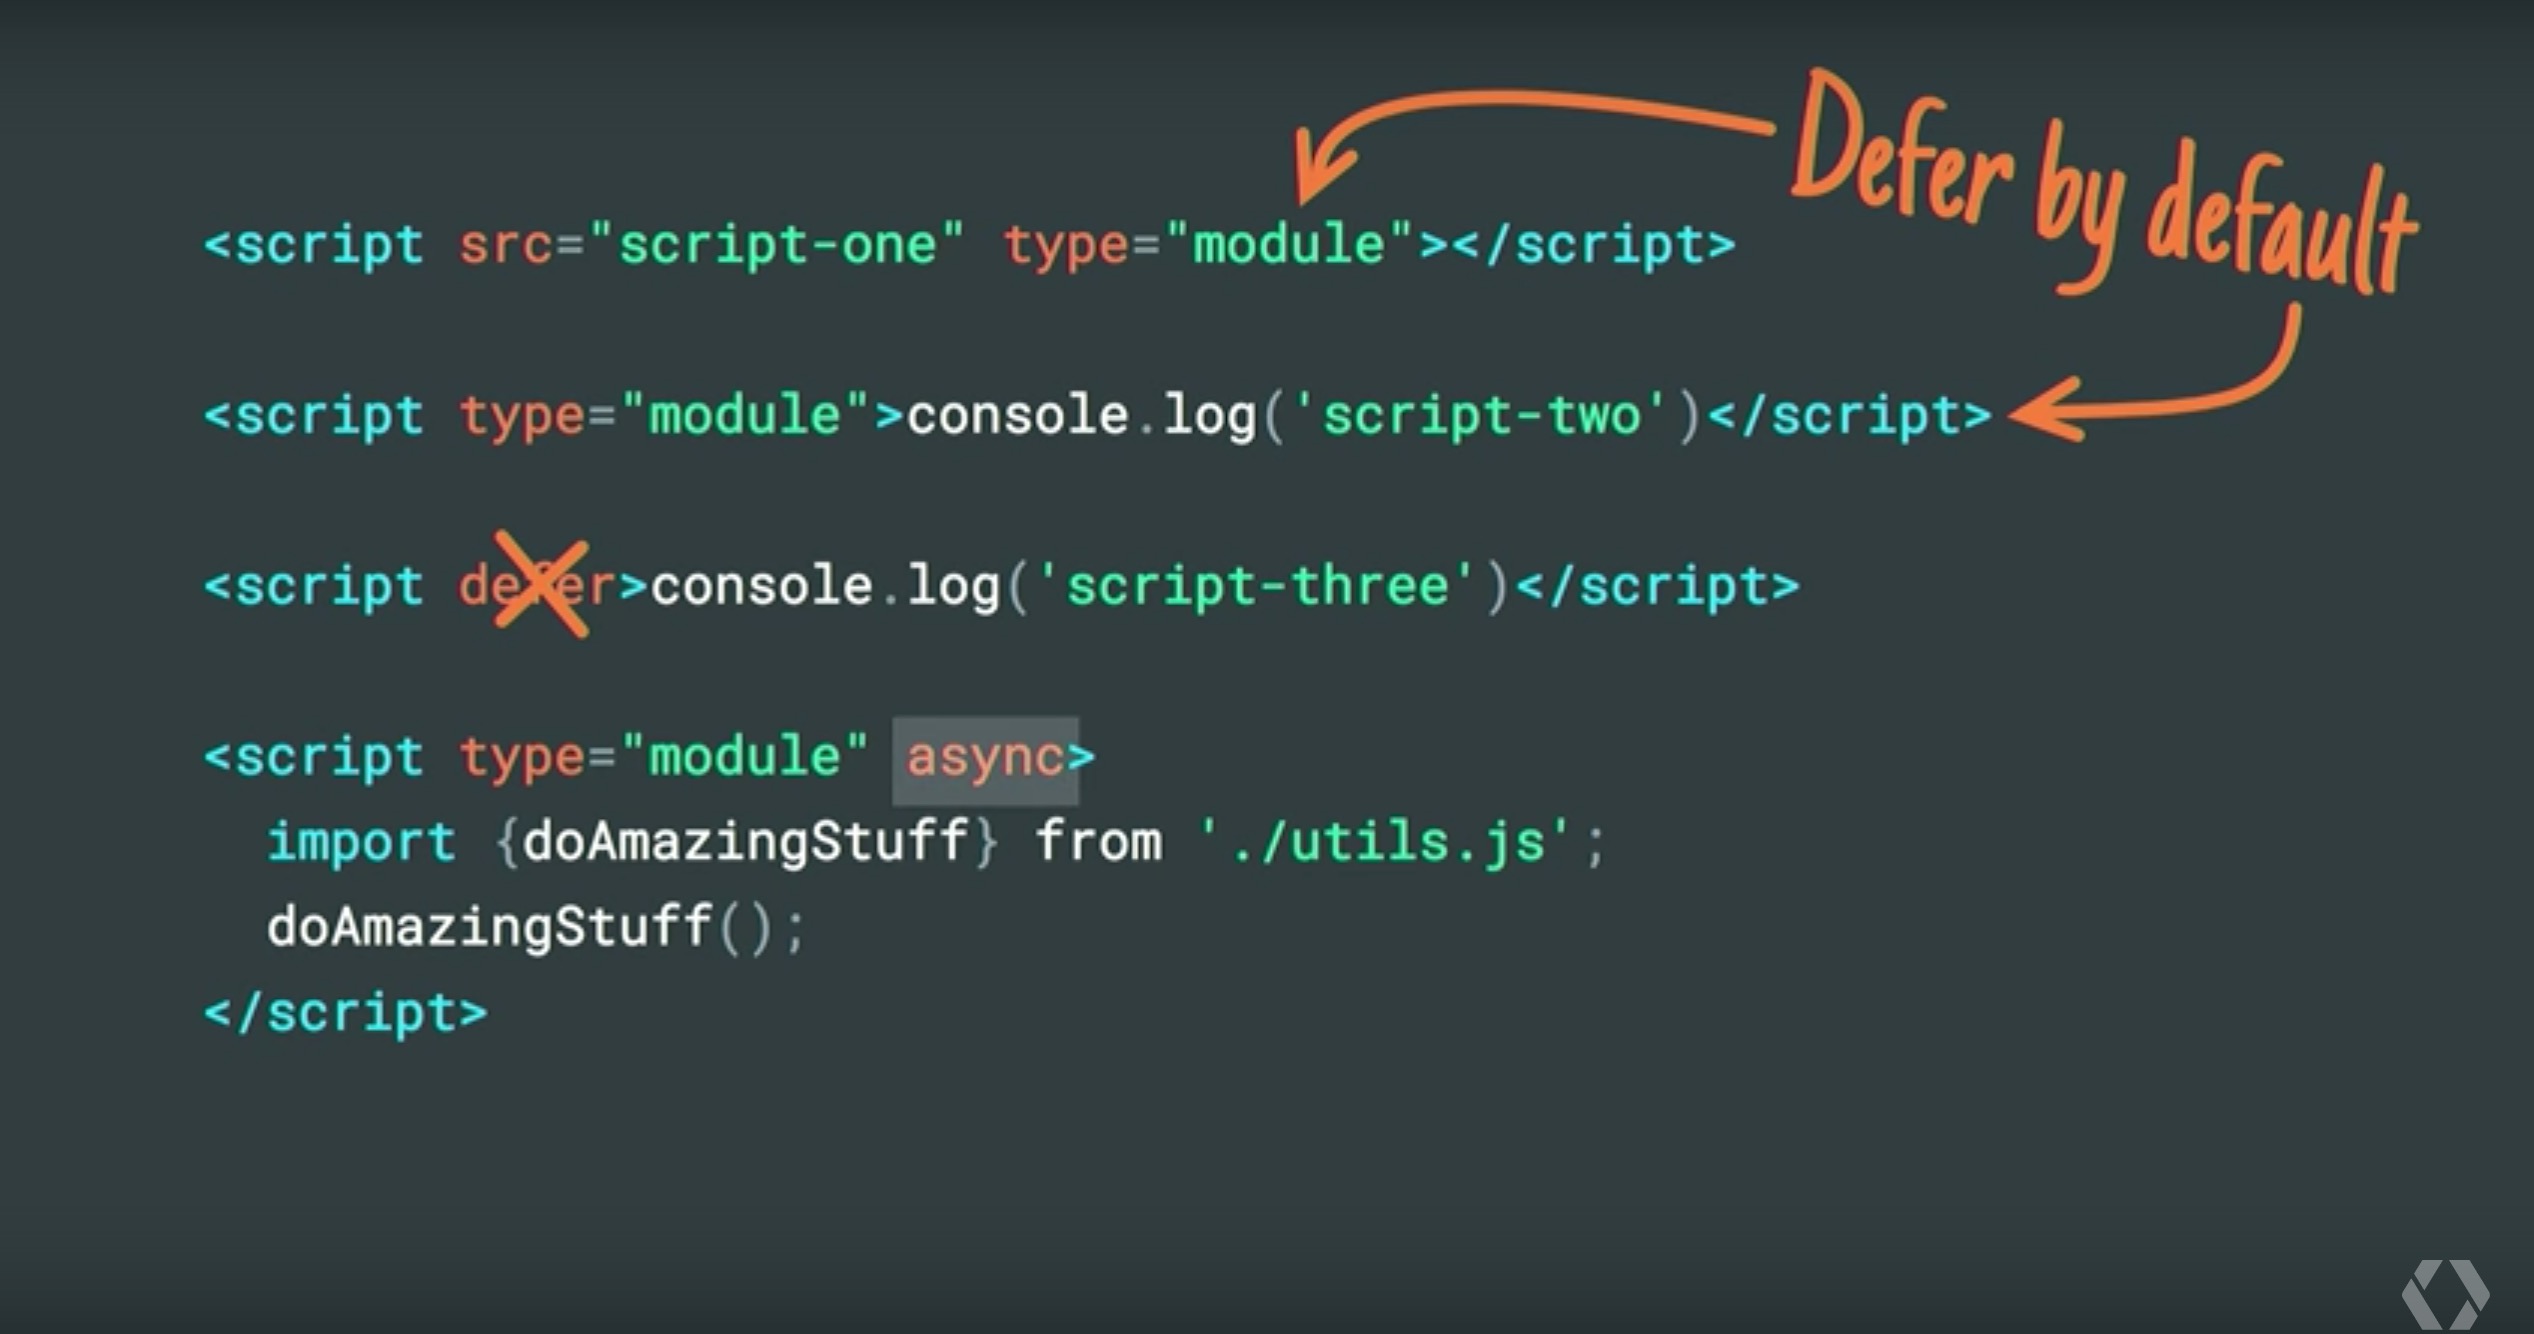 Defer by default
<script src="script-one" type="module"></script>
<script type="module">console.log('script-two')</script>
<script defer>console.log('script-three')</script>
<script type="module" async>
import {doAmazingStuff} from './utils.js';
doAmazingStuff();
</script>